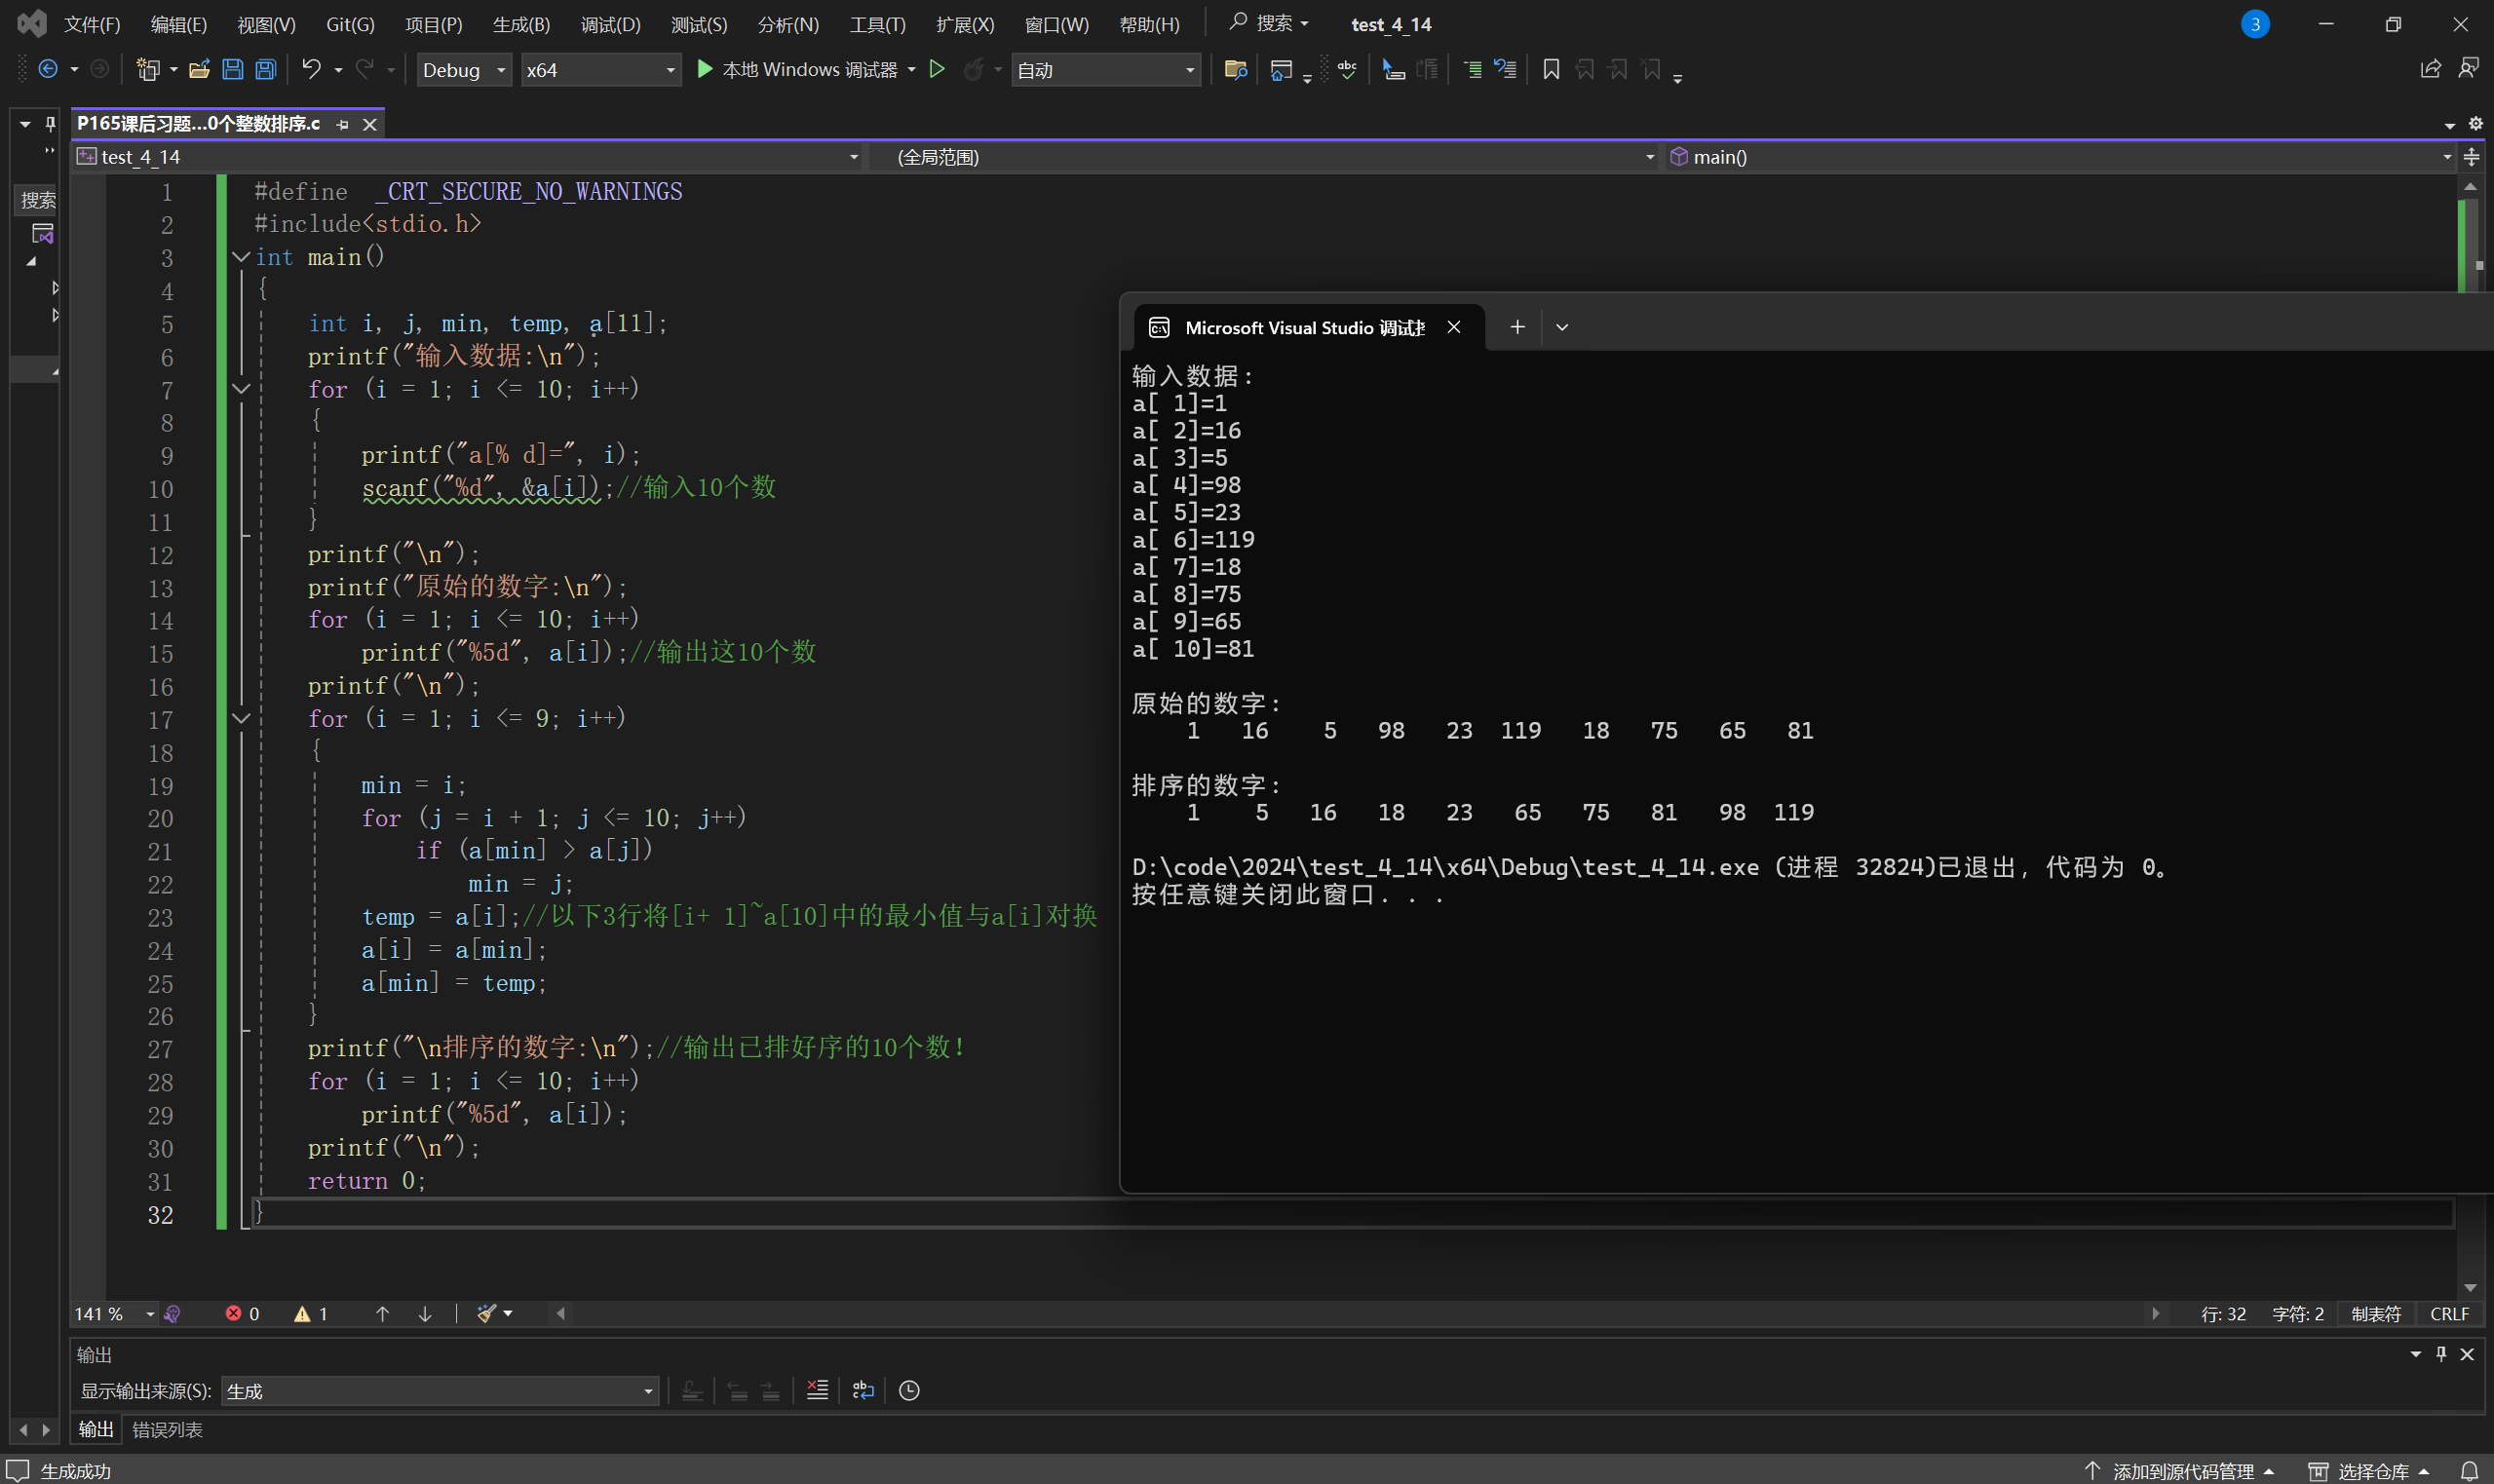 文件(F) 编辑(E) 视图(V) Git(G) 项目(P) 生成(B) 调试(D) 测试(S) 分析(N) 工具(T) 扩展(X) 窗口(W) 帮助(H) 搜索 test_4_14 3
Debug x64 本地 Windows 调试器 自动
P165课后习题...0个整数排序.c
test_4_14 (全局范围) main()
搜索
1 #define  _CRT_SECURE_NO_WARNINGS
2 #include<stdio.h>
3 int main()
4 {
5 int i, j, min, temp, a[11];
6 printf("输入数据:\n");
7 for (i = 1; i <= 10; i++)
8 {
9 printf("a[% d]=", i);
10 scanf("%d", &a[i]);//输入10个数
11 }
12 printf("\n");
13 printf("原始的数字:\n");
14 for (i = 1; i <= 10; i++)
15 printf("%5d", a[i]);//输出这10个数
16 printf("\n");
17 for (i = 1; i <= 9; i++)
18 {
19 min = i;
20 for (j = i + 1; j <= 10; j++)
21 if (a[min] > a[j])
22 min = j;
23 temp = a[i];//以下3行将[i+ 1]~a[10]中的最小值与a[i]对换
24 a[i] = a[min];
25 a[min] = temp;
26 }
27 printf("\n排序的数字:\n");//输出已排好序的10个数!
28 for (i = 1; i <= 10; i++)
29 printf("%5d", a[i]);
30 printf("\n");
31 return 0;
32 }
Microsoft Visual Studio 调试控
输入数据:
a[ 1]=1
a[ 2]=16
a[ 3]=5
a[ 4]=98
a[ 5]=23
a[ 6]=119
a[ 7]=18
a[ 8]=75
a[ 9]=65
a[ 10]=81
原始的数字:
1 16 5 98 23 119 18 75 65 81
排序的数字:
1 5 16 18 23 65 75 81 98 119
D:\code\2024\test_4_14\x64\Debug\test_4_14.exe (进程 32824)已退出，代码为 0。
按任意键关闭此窗口. . .
141 % 0 1 行: 32 字符: 2 制表符 CRLF
输出
显示输出来源(S): 生成
输出 错误列表
生成成功 添加到源代码管理 选择仓库